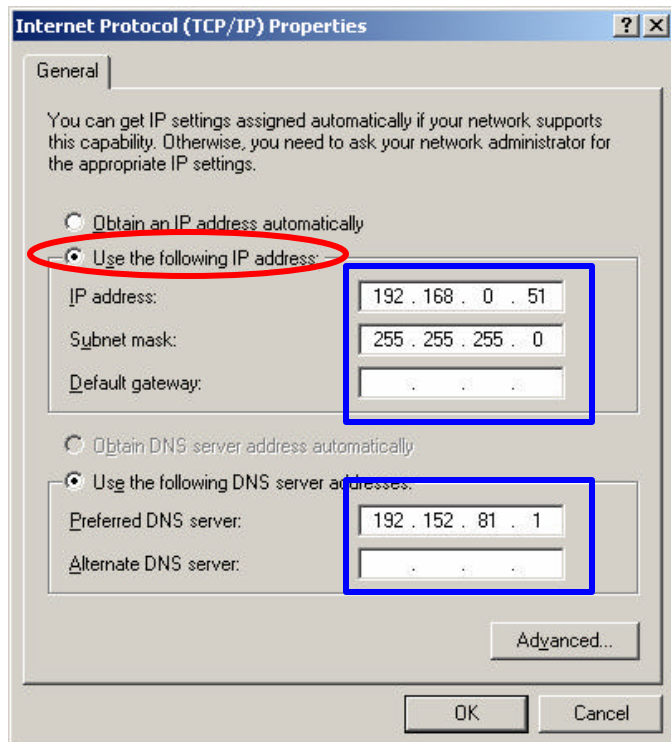 Internet Protocol (TCP/IP) Properties
General
You can get IP settings assigned automatically if your network supports
this capability. Otherwise, you need to ask your network administrator for
the appropriate IP settings.
Obtain an IP address automatically
Use the following IP address:
IP address: 192 . 168 . 0 . 51
Subnet mask: 255 . 255 . 255 . 0
Default gateway: . . .
Obtain DNS server address automatically
Use the following DNS server addresses:
Preferred DNS server: 192 . 152 . 81 . 1
Alternate DNS server: . . .
Advanced...
OK Cancel